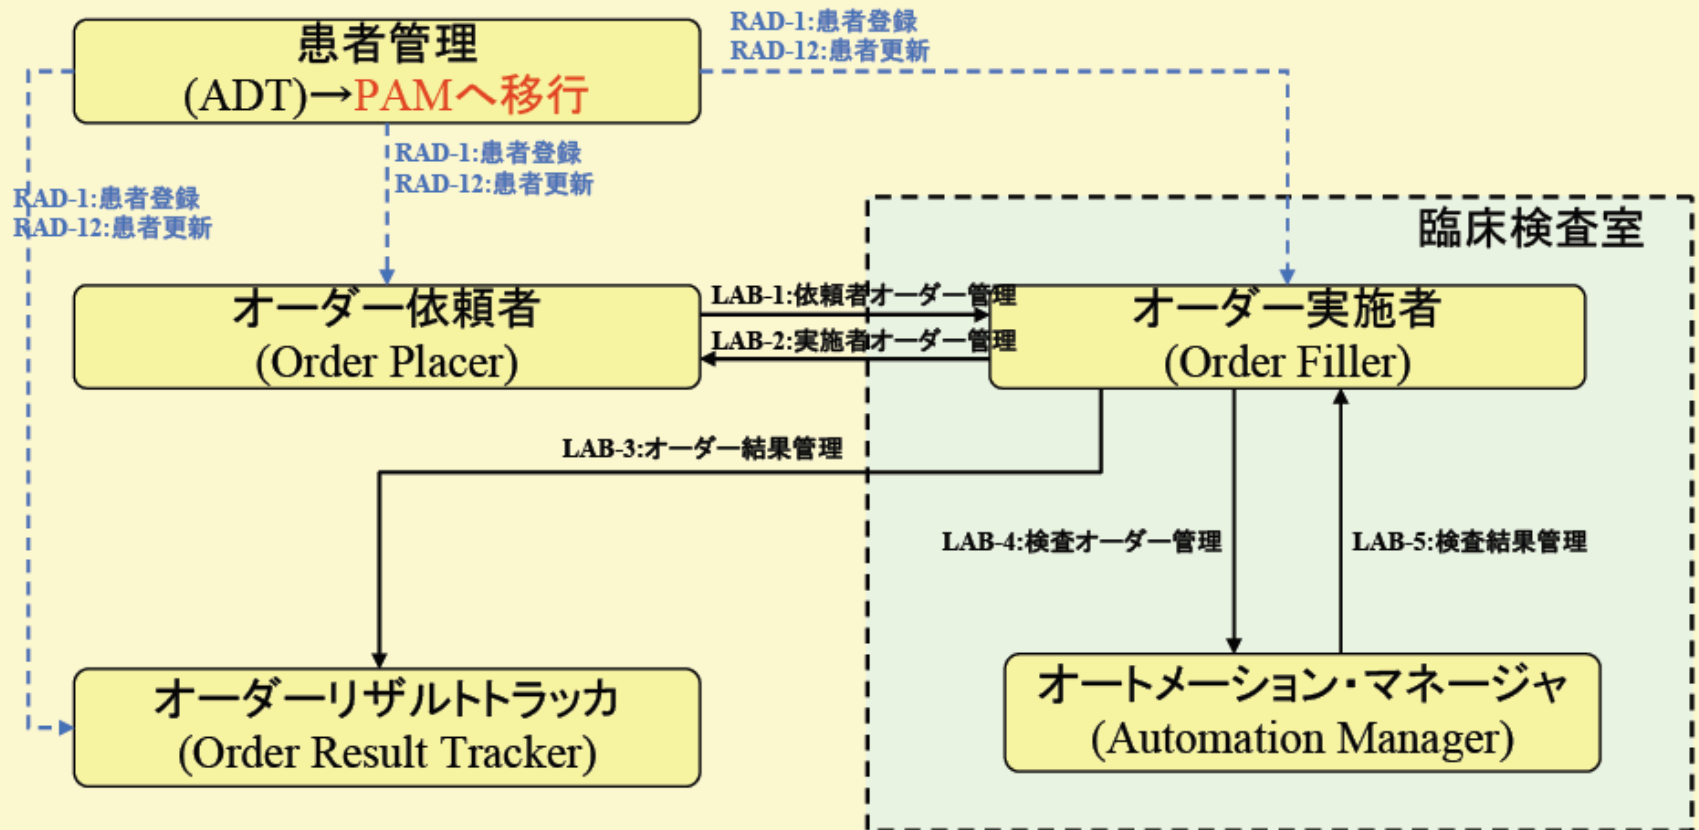 患者管理
(ADT)→PAMへ移行
RAD-1:患者登録
RAD-12:患者更新
RAD-1:患者登録
RAD-12:患者更新
RAD-1:患者登録
RAD-12:患者更新
臨床検査室
オーダー依頼者
(Order Placer)
LAB-1:依頼者オーダー管理
LAB-2:実施者オーダー管理
オーダー実施者
(Order Filler)
LAB-3:オーダー結果管理
LAB-4:検査オーダー管理
LAB-5:検査結果管理
オーダーリザルトトラッカ
(Order Result Tracker)
オートメーション・マネージャ
(Automation Manager)